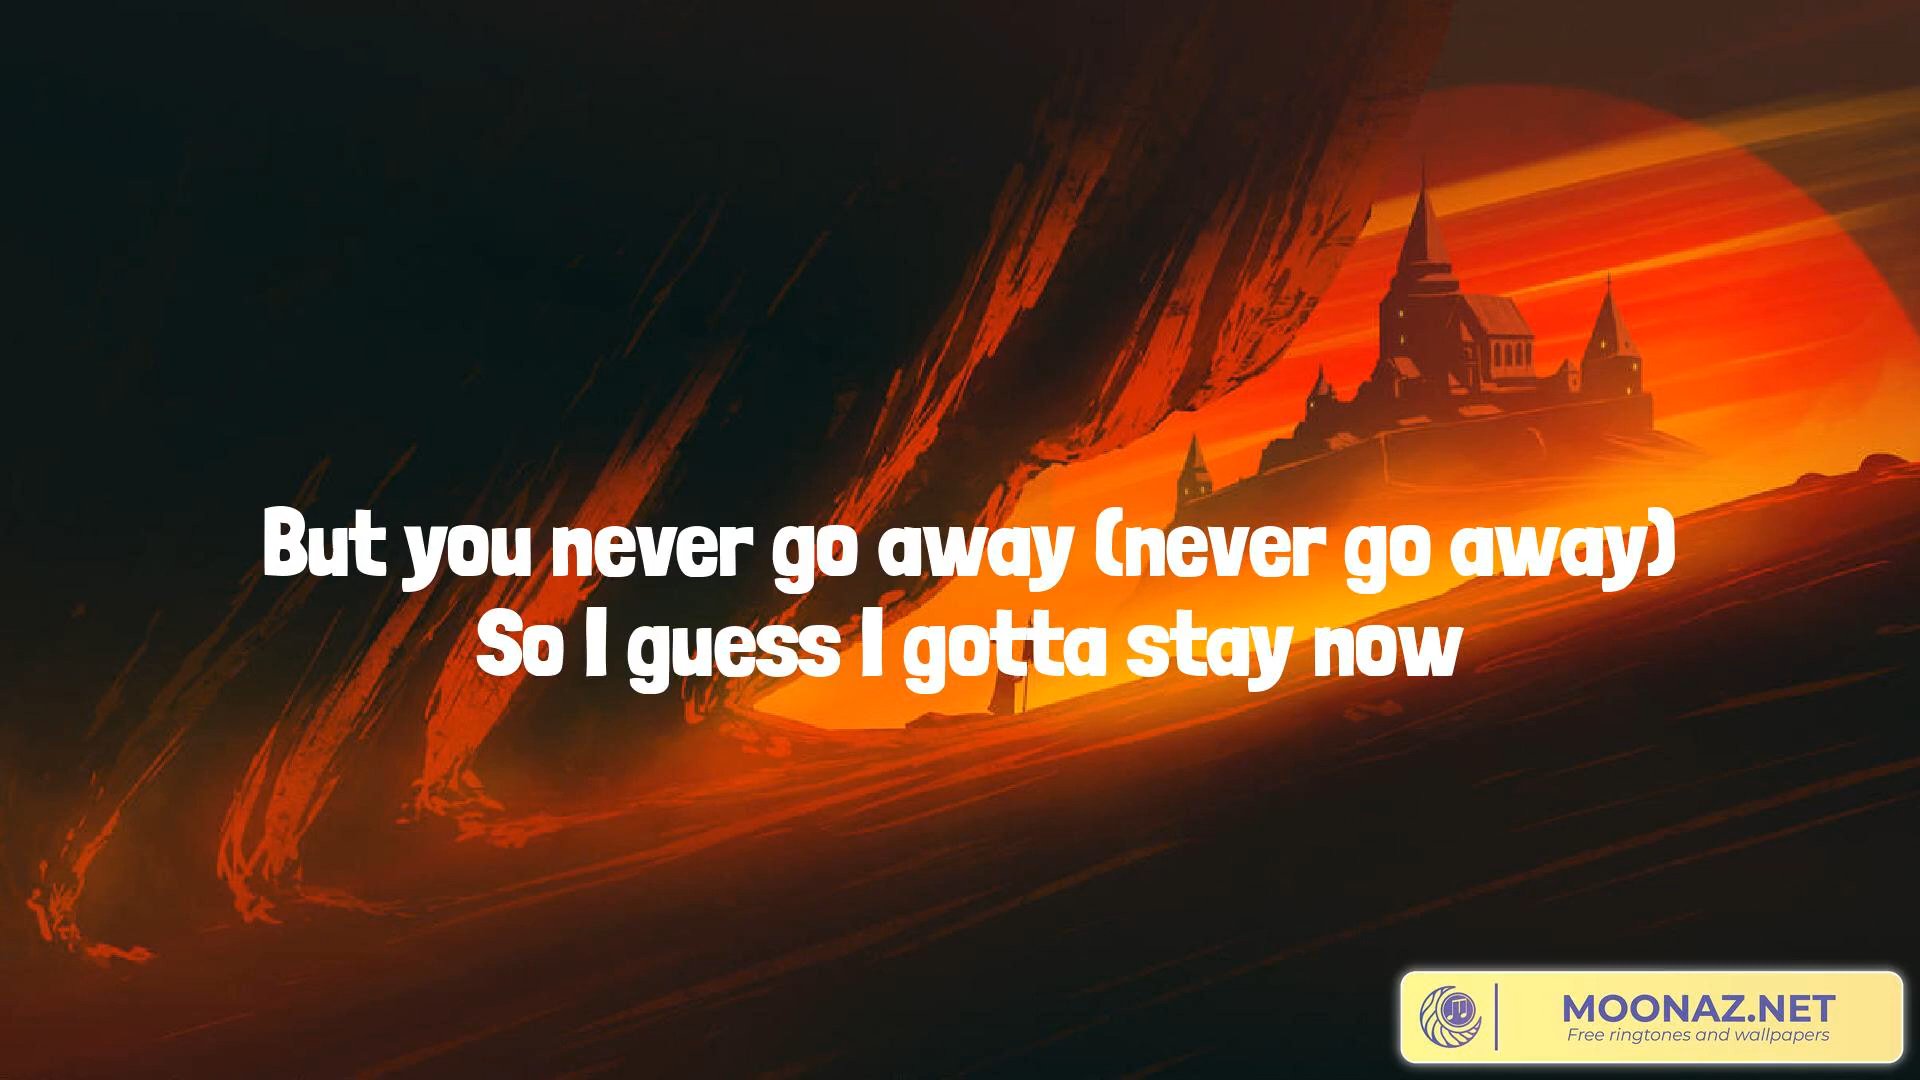 But you never go away (never go away)
So I guess I gotta stay now
MOONAZ.NET
Free ringtones and wallpapers